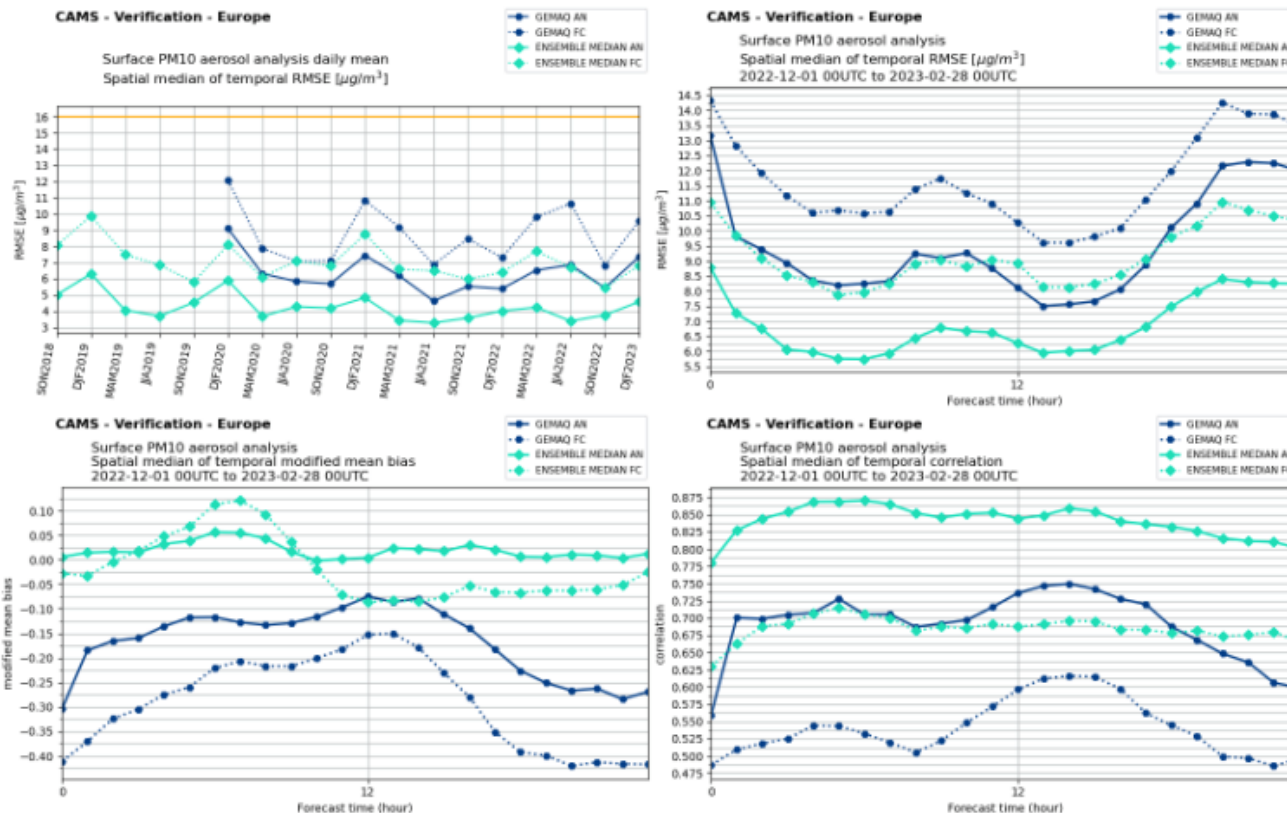 CAMS - Verification - Europe
GEMAQ AN
GEMAQ FC
ENSEMBLE MEDIAN AN
ENSEMBLE MEDIAN FC
Surface PM10 aerosol analysis daily mean
Spatial median of temporal RMSE [μg/m³]
RMSE [μg/m³]
16
15
14
13
12
11
10
9
8
7
6
5
4
3
SON2018
DJF2019
MAM2019
JJA2019
SON2019
DJF2020
MAM2020
JJA2020
SON2020
DJF2021
MAM2021
JJA2021
SON2021
DJF2022
MAM2022
JJA2022
SON2022
DJF2023
CAMS - Verification - Europe
GEMAQ AN
GEMAQ FC
ENSEMBLE MEDIAN AN
ENSEMBLE MEDIAN F
Surface PM10 aerosol analysis
Spatial median of temporal RMSE [μg/m³]
2022-12-01 00UTC to 2023-02-28 00UTC
RMSE [μg/m³]
14.5
14.0
13.5
13.0
12.5
12.0
11.5
11.0
10.5
10.0
9.5
9.0
8.5
8.0
7.5
7.0
6.5
6.0
5.5
0
12
Forecast time (hour)
CAMS - Verification - Europe
GEMAQ AN
GEMAQ FC
ENSEMBLE MEDIAN AN
ENSEMBLE MEDIAN FC
Surface PM10 aerosol analysis
Spatial median of temporal modified mean bias
2022-12-01 00UTC to 2023-02-28 00UTC
modified mean bias
0.10
0.05
0.00
−0.05
−0.10
−0.15
−0.20
−0.25
−0.30
−0.35
−0.40
0
12
Forecast time (hour)
CAMS - Verification - Europe
GEMAQ AN
GEMAQ FC
ENSEMBLE MEDIAN A
ENSEMBLE MEDIAN F
Surface PM10 aerosol analysis
Spatial median of temporal correlation
2022-12-01 00UTC to 2023-02-28 00UTC
correlation
0.875
0.850
0.825
0.800
0.775
0.750
0.725
0.700
0.675
0.650
0.625
0.600
0.575
0.550
0.525
0.500
0.475
0
12
Forecast time (hour)